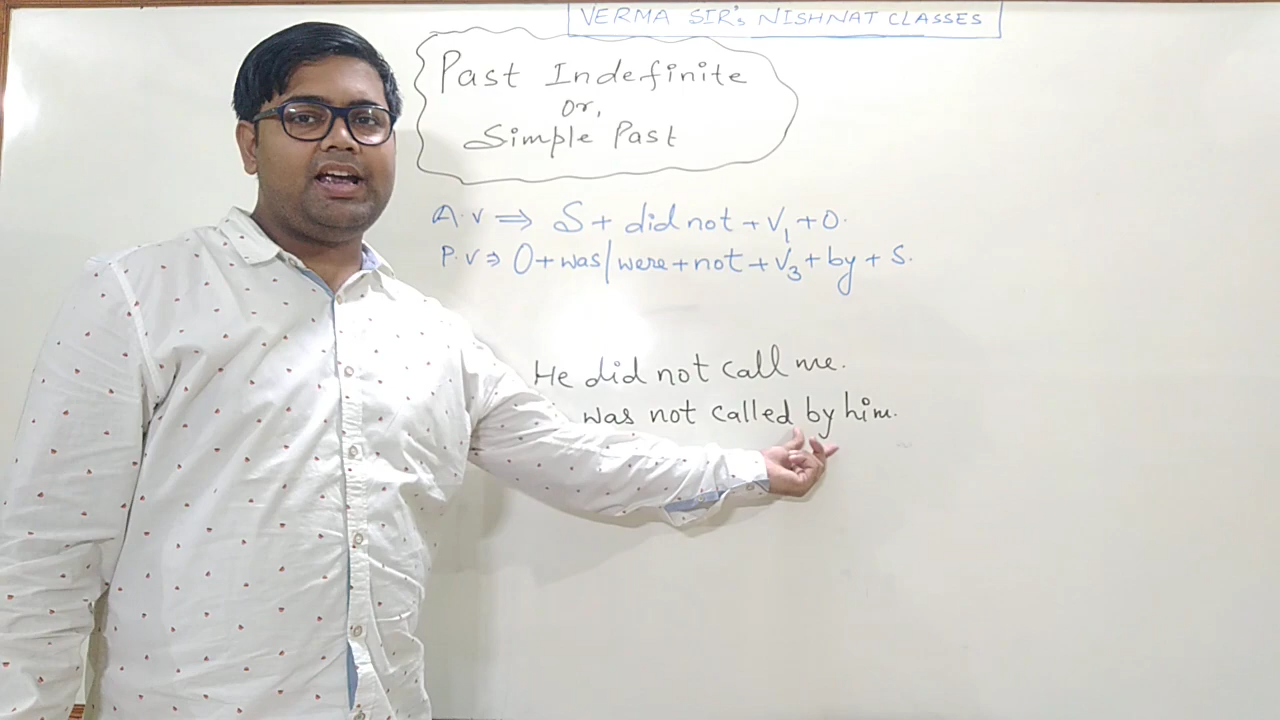 VERMA SIR's NISHNAT CLASSES
Past Indefinite
Or,
Simple Past
A.V ⇒ S + did not + V₁ + O.
P.V ⇒ O + was/were + not + V₃ + by + S.
He did not call me.
was not called by him.